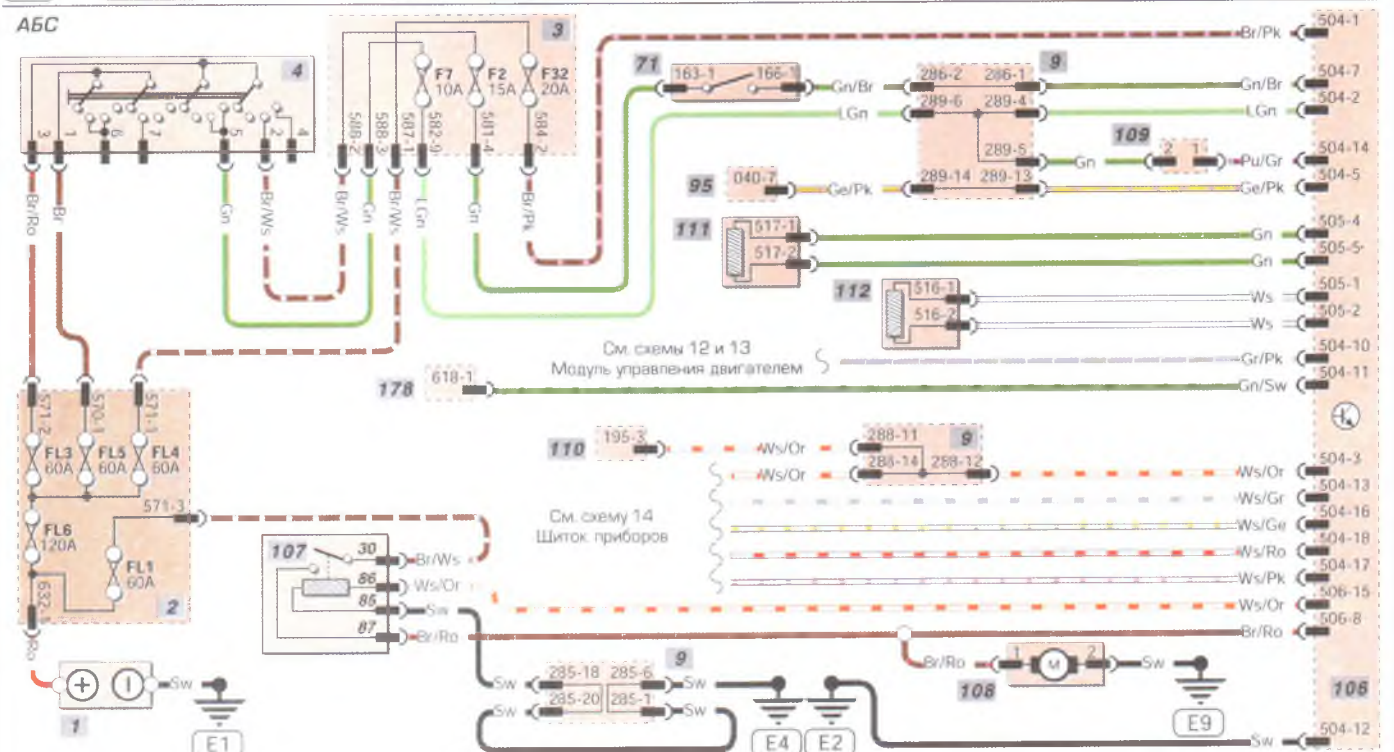 АБС
4
3
1
6
7
5
2
4
Br/Ro
Br
Gn
Br/Ws
3
F7
10A
F2
15A
F32
20A
588-2
588-3
587-1
582-9
581-4
584-2
Br/Ws
Gn
Br/Ws
LGn
Gn
Br/Pk
71
163-1
166-1
Gn/Br
LGn
9
286-2
286-1
289-6
289-4
289-5
289-14
289-13
Gn
109
2
1
95
040-7
Ge/Pk
111
517-1
517-2
112
516-1
516-2
См. схемы 12 и 13
Модуль управления двигателем
178
618-1
Br/Pk
504-1
Gn/Br
504-7
LGn
504-2
Pu/Gr
504-14
Ge/Pk
504-5
Gn
505-4
Gn
505-5
Ws
505-1
Ws
505-2
Gr/Pk
504-10
Gn/Sw
504-11
571-2
570-1
571-1
FL3
60A
FL5
60A
FL4
60A
571-3
FL6
120A
FL1
60A
2
Ro
1
Sw
E1
110
195-3
Ws/Or
Ws/Or
288-11
9
288-14
288-12
См. схему 14
Щиток приборов
107
30
86
85
87
Br/Ws
Ws/Or
Sw
Br/Ro
Ws/Or
504-3
Ws/Gr
504-13
Ws/Ge
504-16
Ws/Ro
504-18
Ws/Pk
504-17
Ws/Or
506-15
Br/Ro
506-8
9
Sw
285-18
285-6
Sw
Sw
285-20
285-1
Sw
E4
E2
Br/Ro
1
M
2
Sw
108
E9
106
Sw
504-12